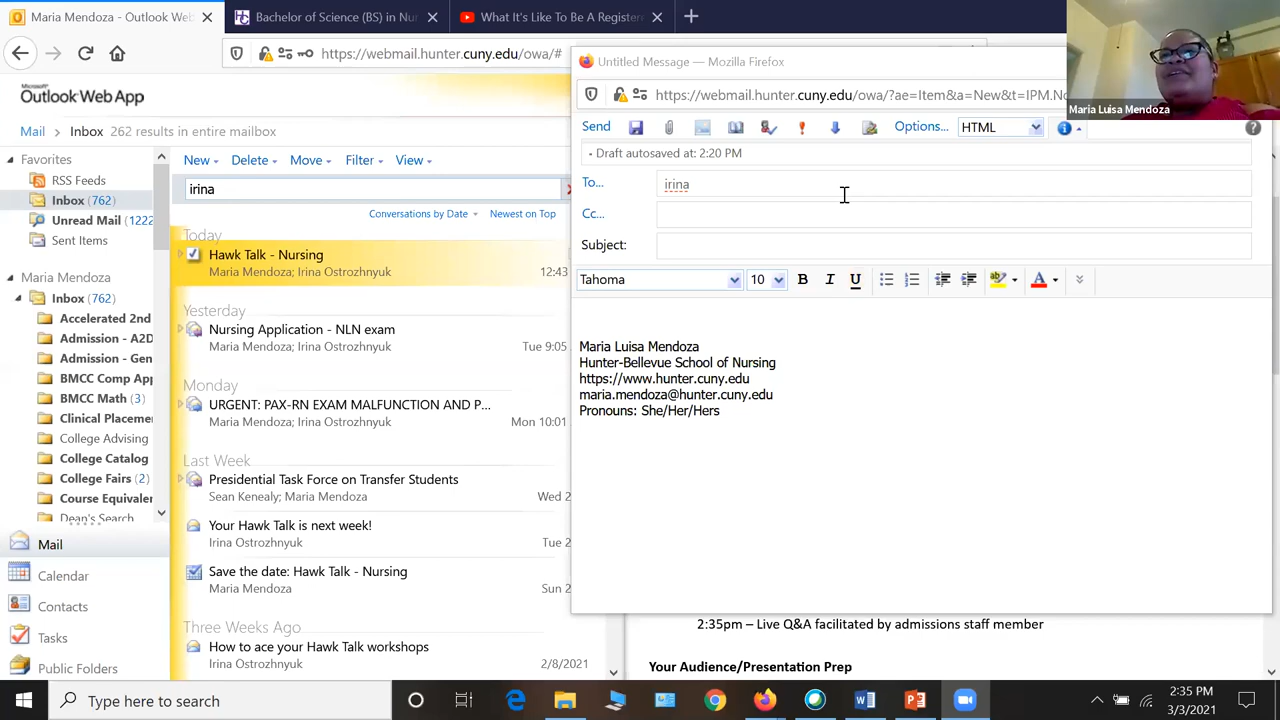 Maria Mendoza - Outlook Web
Bachelor of Science (BS) in Nu
What It's Like To Be A Register
https://webmail.hunter.cuny.edu/owa/#
Microsoft
Outlook Web App
Mail › Inbox 262 results in entire mailbox
Favorites
RSS Feeds
Inbox (762)
Unread Mail (1222
Sent Items
Maria Mendoza
Inbox (762)
Accelerated 2nd
Admission - A2D
Admission - Gen
BMCC Comp App
BMCC Math (3)
Clinical Placeme
College Advising
College Catalog
College Fairs (2)
Course Equivale
Dean's Search
Mail
Calendar
Contacts
Tasks
Public Folders
New Delete Move Filter View
irina
Conversations by Date Newest on Top
Today
Hawk Talk - Nursing
Maria Mendoza; Irina Ostrozhnyuk 12:43
Yesterday
Nursing Application - NLN exam
Maria Mendoza; Irina Ostrozhnyuk Tue 9:05
Monday
URGENT: PAX-RN EXAM MALFUNCTION AND P...
Maria Mendoza; Irina Ostrozhnyuk Mon 10:01
Last Week
Presidential Task Force on Transfer Students
Sean Kenealy; Maria Mendoza Wed 2
Your Hawk Talk is next week!
Irina Ostrozhnyuk Tue 2
Save the date: Hawk Talk - Nursing
Maria Mendoza Sun 2
Three Weeks Ago
How to ace your Hawk Talk workshops
Irina Ostrozhnyuk 2/8/2021
Untitled Message — Mozilla Firefox
https://webmail.hunter.cuny.edu/owa/?ae=Item&a=New&t=IPM.No
Maria Luisa Mendoza
Send Options... HTML
• Draft autosaved at: 2:20 PM
To... irina
Cc...
Subject:
Tahoma 10 B I U A
Maria Luisa Mendoza
Hunter-Bellevue School of Nursing
https://www.hunter.cuny.edu
maria.mendoza@hunter.cuny.edu
Pronouns: She/Her/Hers
2:35pm – Live Q&A facilitated by admissions staff member
Your Audience/Presentation Prep
Type here to search
2:35 PM
3/3/2021